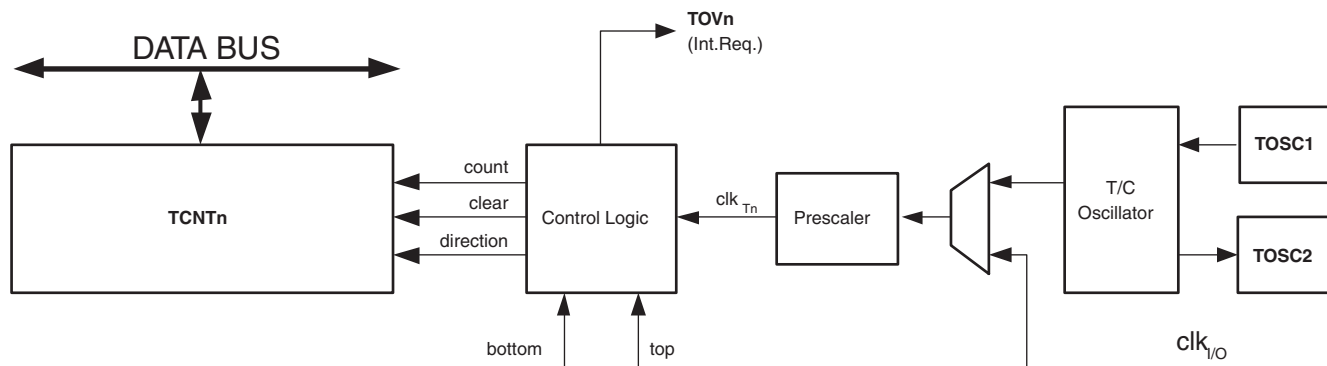 DATA BUS
TOVn
(Int.Req.)
TCNTn
count
clear
direction
Control Logic
clk Tn
Prescaler
T/C
Oscillator
TOSC1
TOSC2
bottom
top
clkI/O